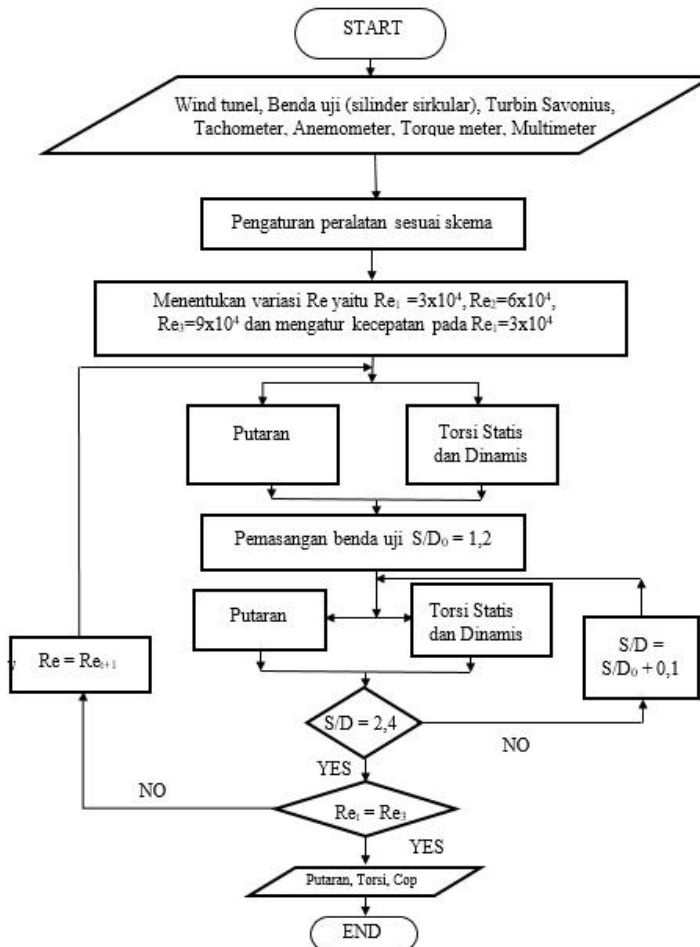 START
Wind tunel, Benda uji (silinder sirkular), Turbin Savonius,
Tachometer, Anemometer, Torque meter, Multimeter
Pengaturan peralatan sesuai skema
Menentukan variasi Re yaitu Re₁ =3x10⁴, Re₂=6x10⁴,
Re₃=9x10⁴ dan mengatur kecepatan pada Re₁=3x10⁴
Putaran
Torsi Statis
dan Dinamis
Pemasangan benda uji S/D₀ = 1,2
Putaran
Torsi Statis
dan Dinamis
S/D =
S/D₀ + 0,1
Re = Reᵢ₊₁
S/D = 2,4
NO
YES
NO
Reᵢ = Re₃
YES
Putaran, Torsi, Cop
END